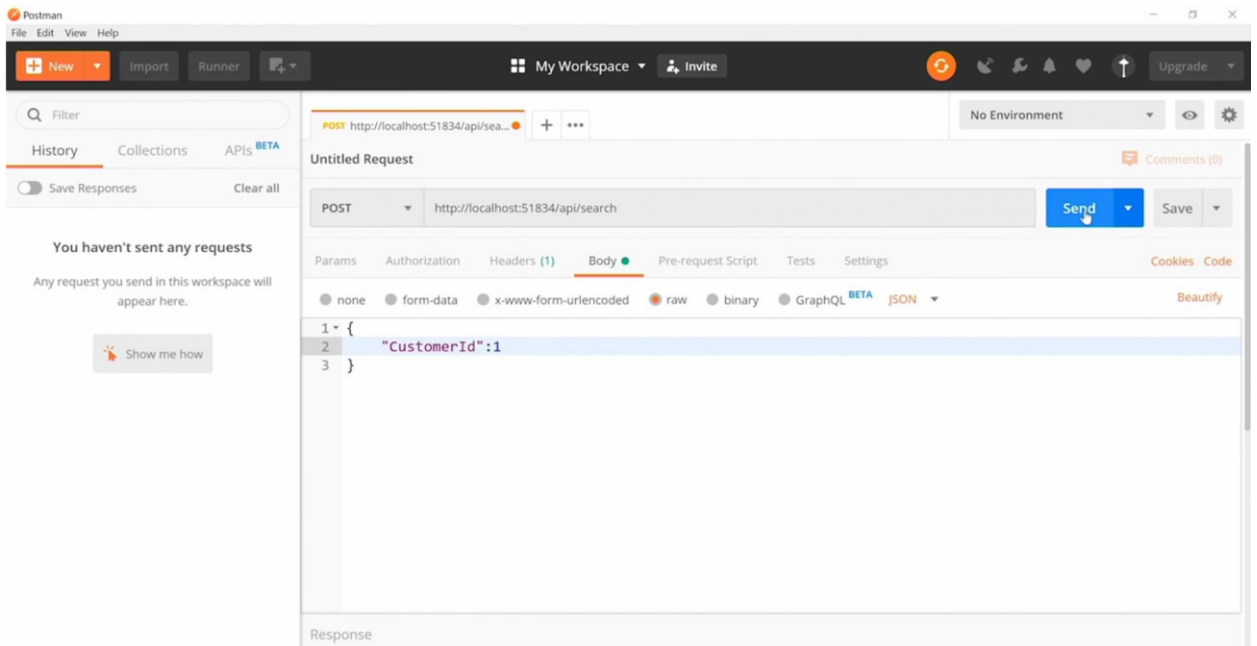 Postman
File Edit View Help
New Import Runner My Workspace Invite Upgrade
Filter
History Collections APIs BETA
Save Responses Clear all
You haven't sent any requests
Any request you send in this workspace will
appear here.
Show me how
POST http://localhost:51834/api/sea... + ••• No Environment
Untitled Request Comments (0)
POST http://localhost:51834/api/search Send Save
Params Authorization Headers (1) Body Pre-request Script Tests Settings Cookies Code
none form-data x-www-form-urlencoded raw binary GraphQL BETA JSON Beautify
1 {
2 "CustomerId":1
3 }
Response